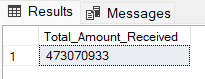 Results Messages
Total_Amount_Received
1 473070933